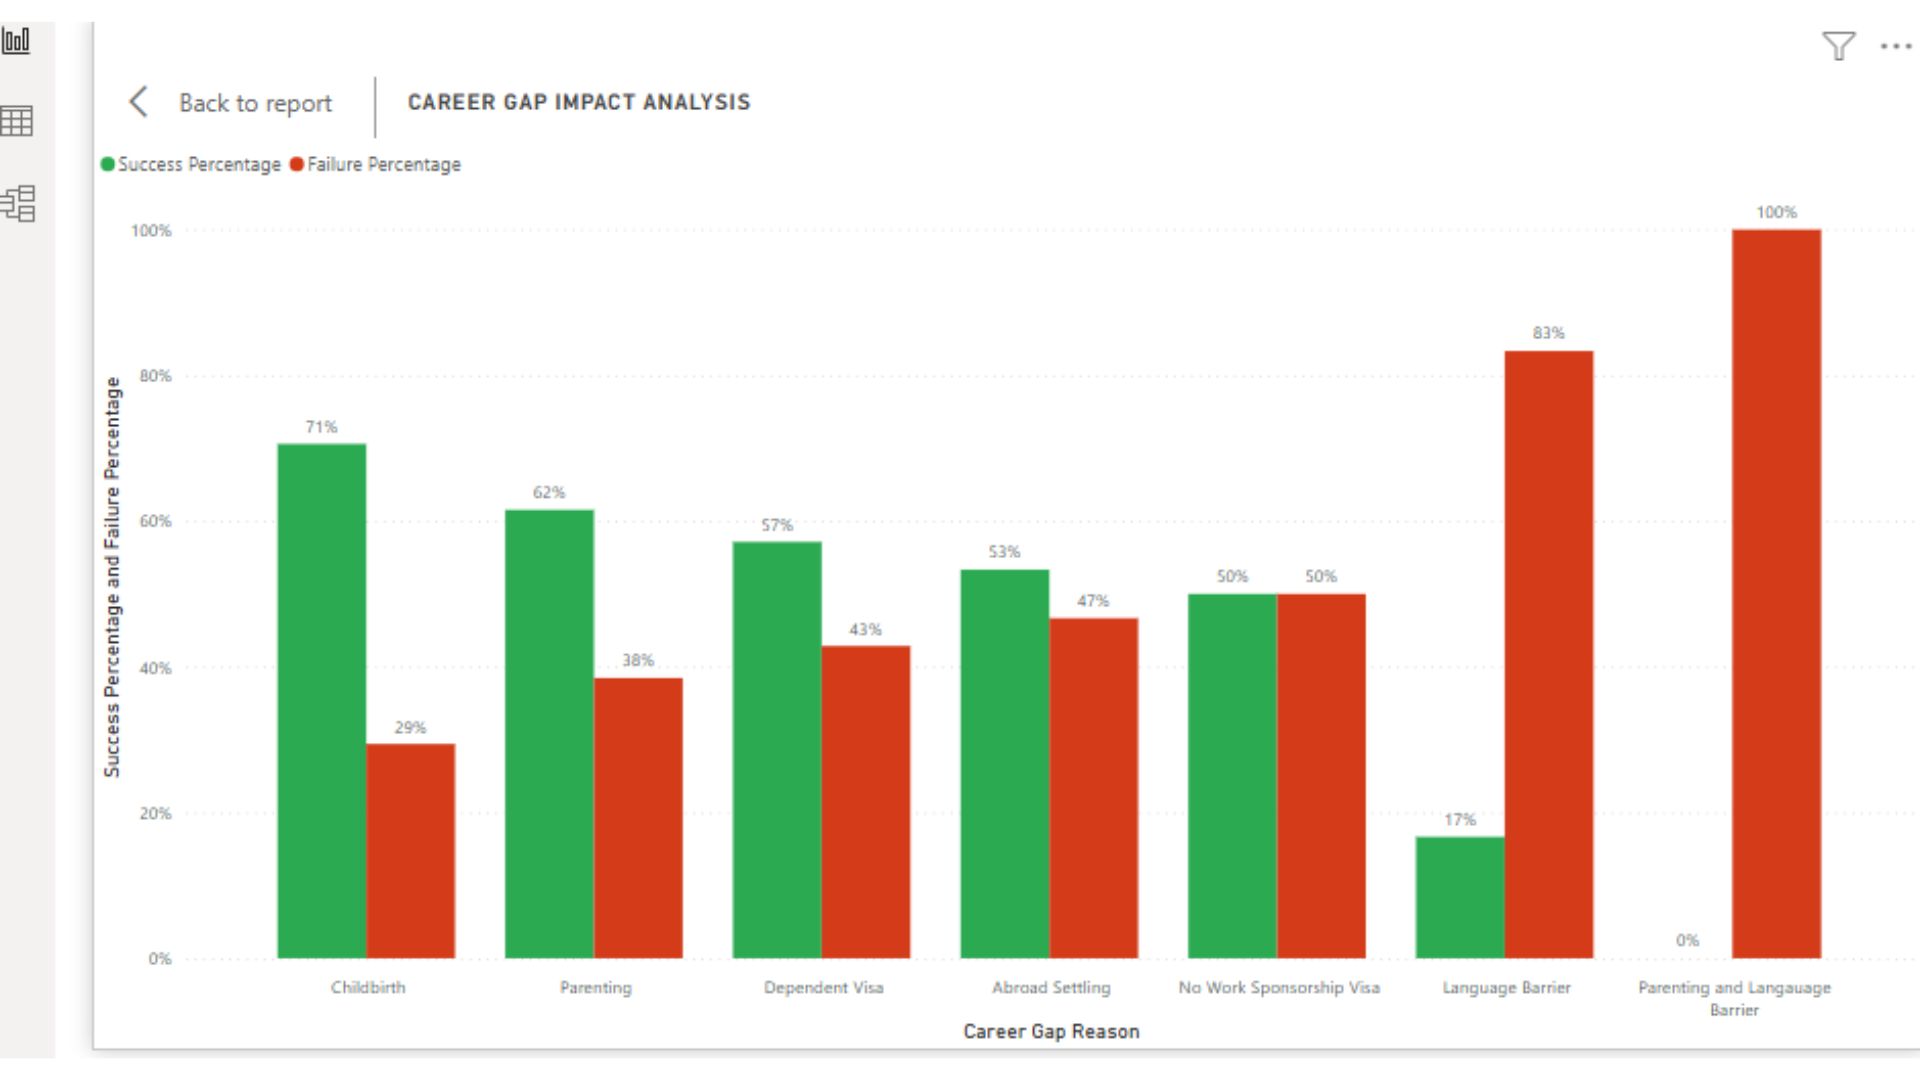 Back to report
CAREER GAP IMPACT ANALYSIS
Success Percentage Failure Percentage
100%
80%
60%
40%
20%
0%
Success Percentage and Failure Percentage
71%
29%
62%
38%
57%
43%
53%
47%
50%
50%
17%
83%
0%
100%
Childbirth
Parenting
Dependent Visa
Abroad Settling
No Work Sponsorship Visa
Language Barrier
Parenting and Langauage
Barrier
Career Gap Reason